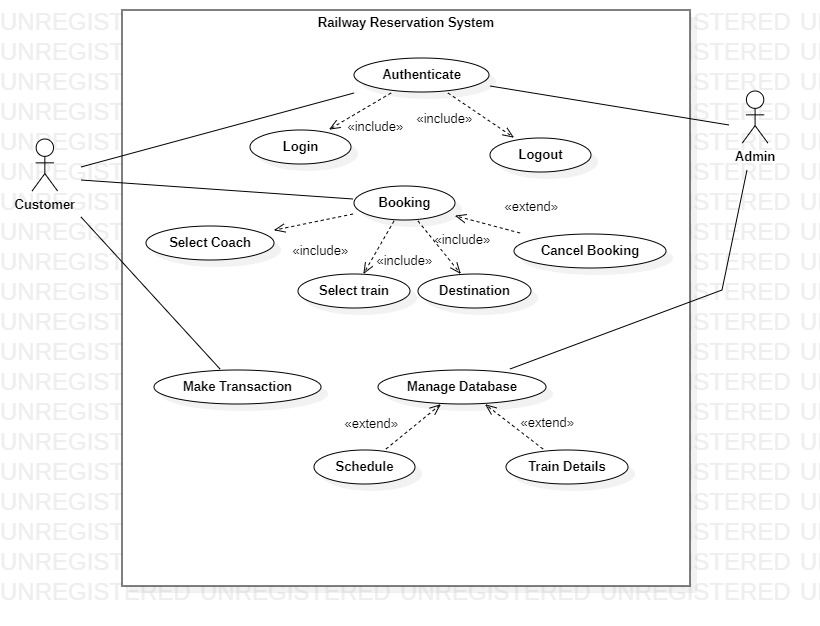 Railway Reservation System
Authenticate
«include»
«include»
Login
Logout
Admin
Customer
Booking
«extend»
Select Coach
«include»
«include»
«include»
Cancel Booking
Select train
Destination
Make Transaction
Manage Database
«extend»
«extend»
Schedule
Train Details
UNREGISTERED UNREGISTERED UNREGISTERED U